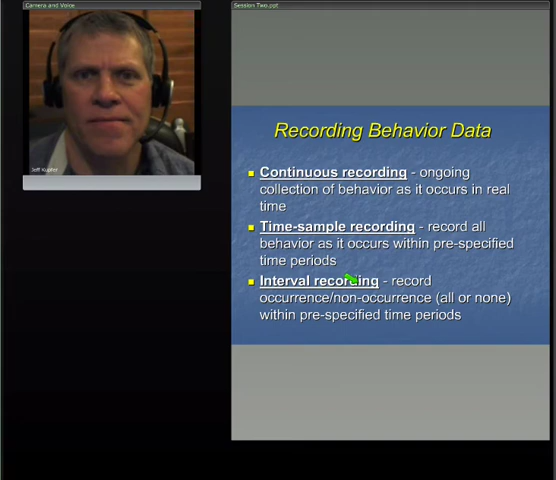 Camera and Voice
Session Two.ppt
Jeff Kupfer
Recording Behavior Data
Continuous recording - ongoing
collection of behavior as it occurs in real
time
Time-sample recording - record all
behavior as it occurs within pre-specified
time periods
Interval recording - record
occurrence/non-occurrence (all or none)
within pre-specified time periods